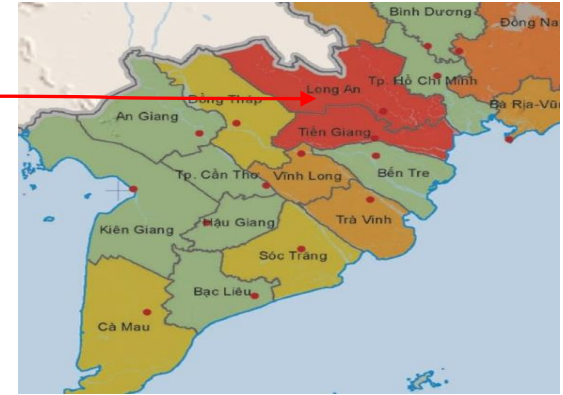 Bình Dương
Đồng Na
Long An
Tp. Hồ Chí Minh
Đồng Tháp
Bà Rịa-Vũn
An Giang
Tiền Giang
Tp. Cần Thơ
Vĩnh Long
Bến Tre
Kiên Giang
Hậu Giang
Trà Vinh
Sóc Trăng
Bạc Liêu
Cà Mau